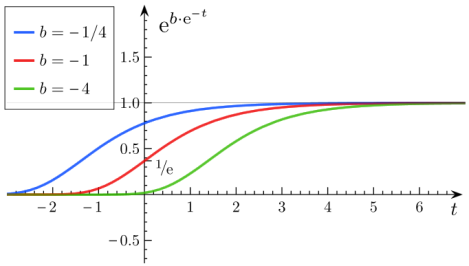 b = −1/4
b = −1
b = −4
e^{b·e^{−t}}
1.5
1.0
0.5
1/e
−2 −1 1 2 3 4 5 6 t
−0.5